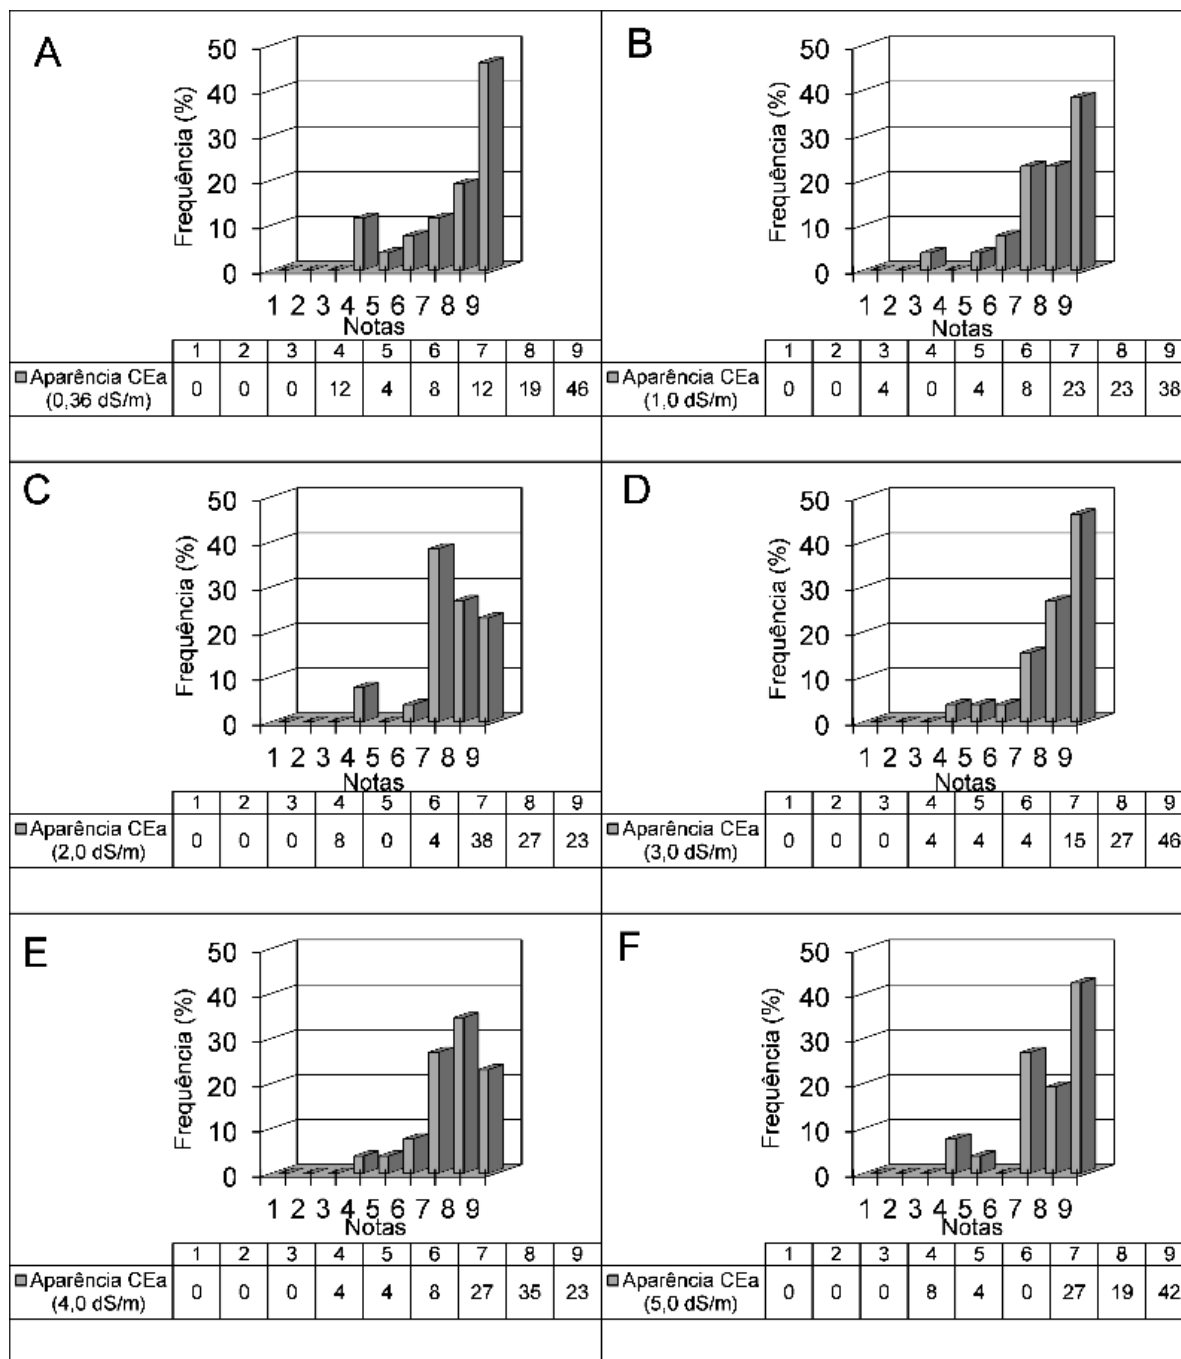 A
Frequência (%)
50
40
30
20
10
0
1 2 3 4 5 6 7 8 9
Notas
1 2 3 4 5 6 7 8 9
Aparência CEa
(0,36 dS/m)
0 0 0 12 4 8 12 19 46
B
Frequência (%)
50
40
30
20
10
0
1 2 3 4 5 6 7 8 9
Notas
1 2 3 4 5 6 7 8 9
Aparência CEa
(1,0 dS/m)
0 0 4 0 4 8 23 23 38
C
Frequência (%)
50
40
30
20
10
0
1 2 3 4 5 6 7 8 9
Notas
1 2 3 4 5 6 7 8 9
Aparência CEa
(2,0 dS/m)
0 0 0 8 0 4 38 27 23
D
Frequência (%)
50
40
30
20
10
0
1 2 3 4 5 6 7 8 9
Notas
1 2 3 4 5 6 7 8 9
Aparência CEa
(3,0 dS/m)
0 0 0 4 4 4 15 27 46
E
Frequência (%)
50
40
30
20
10
0
1 2 3 4 5 6 7 8 9
Notas
1 2 3 4 5 6 7 8 9
Aparência CEa
(4,0 dS/m)
0 0 0 4 4 8 27 35 23
F
Frequência (%)
50
40
30
20
10
0
1 2 3 4 5 6 7 8 9
Notas
1 2 3 4 5 6 7 8 9
Aparência CEa
(5,0 dS/m)
0 0 0 8 4 0 27 19 42